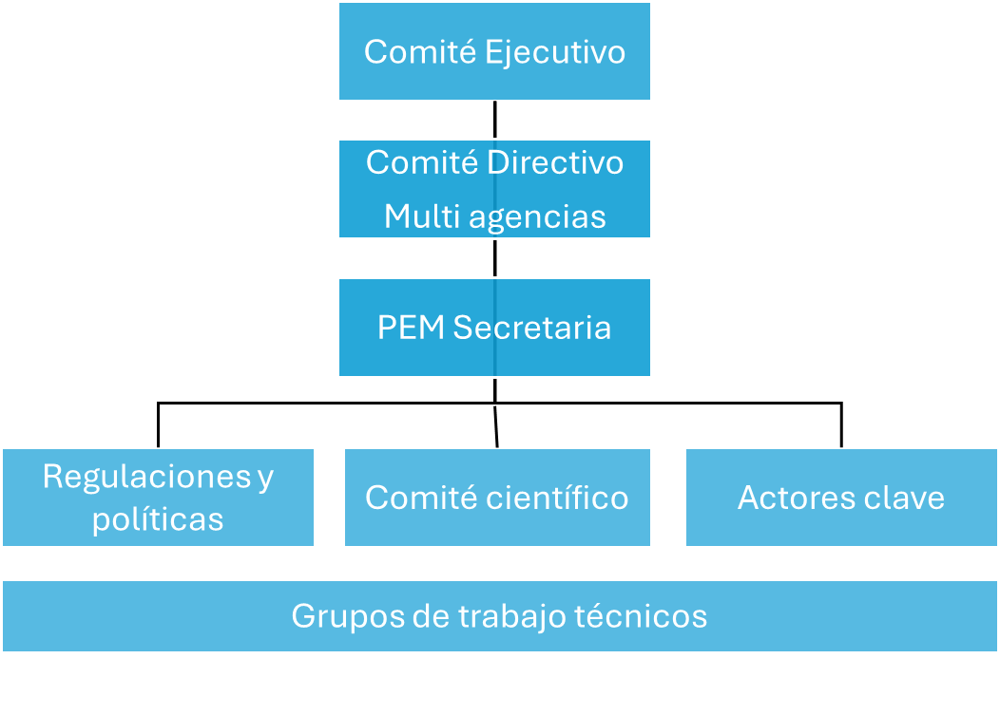 Comité Ejecutivo
Comité Directivo
Multi agencias
PEM Secretaria
Regulaciones y
políticas
Comité científico
Actores clave
Grupos de trabajo técnicos